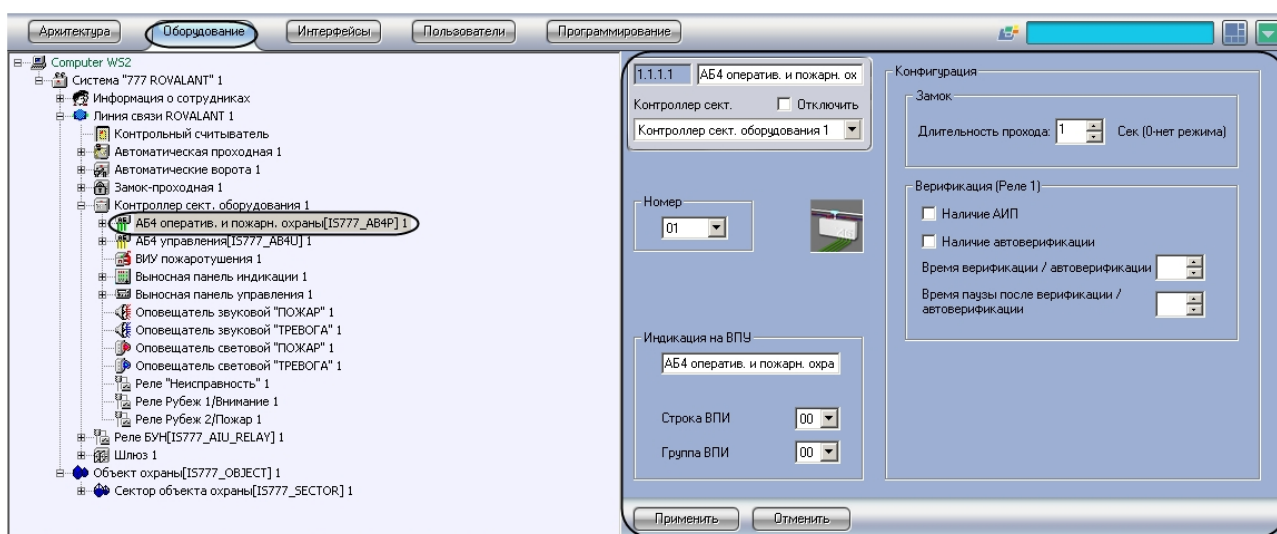 Архитектура Оборудование Интерфейсы Пользователи Программирование
Computer WS2
Система "777 ROVALANT" 1
Информация о сотрудниках
Линия связи ROVALANT 1
Контрольный считыватель
Автоматическая проходная 1
Автоматические ворота 1
Замок-проходная 1
Контроллер сект. оборудования 1
АБ4 оператив. и пожарн. охраны[IS777_AB4P] 1
АБ4 управления[IS777_AB4U] 1
ВИУ пожаротушения 1
Выносная панель индикации 1
Выносная панель управления 1
Оповещатель звуковой "ПОЖАР" 1
Оповещатель звуковой "ТРЕВОГА" 1
Оповещатель световой "ПОЖАР" 1
Оповещатель световой "ТРЕВОГА" 1
Реле "Неисправность" 1
Реле Рубеж 1/Внимание 1
Реле Рубеж 2/Пожар 1
Реле БУН[IS777_AIU_RELAY] 1
Шлюз 1
Объект охраны[IS777_OBJECT] 1
Сектор объекта охраны[IS777_SECTOR] 1
1.1.1.1 АБ4 оператив. и пожарн. ох
Контроллер сект. Отключить
Контроллер сект. оборудования 1
Номер
01
Индикация на ВПУ
АБ4 оператив. и пожарн. охра
Строка ВПИ 00
Группа ВПИ 00
Конфигурация
Замок
Длительность прохода: 1 Сек (0-нет режима)
Верификация (Реле 1)
Наличие АИП
Наличие автоверификации
Время верификации / автоверификации
Время паузы после верификации /
автоверификации
Применить Отменить